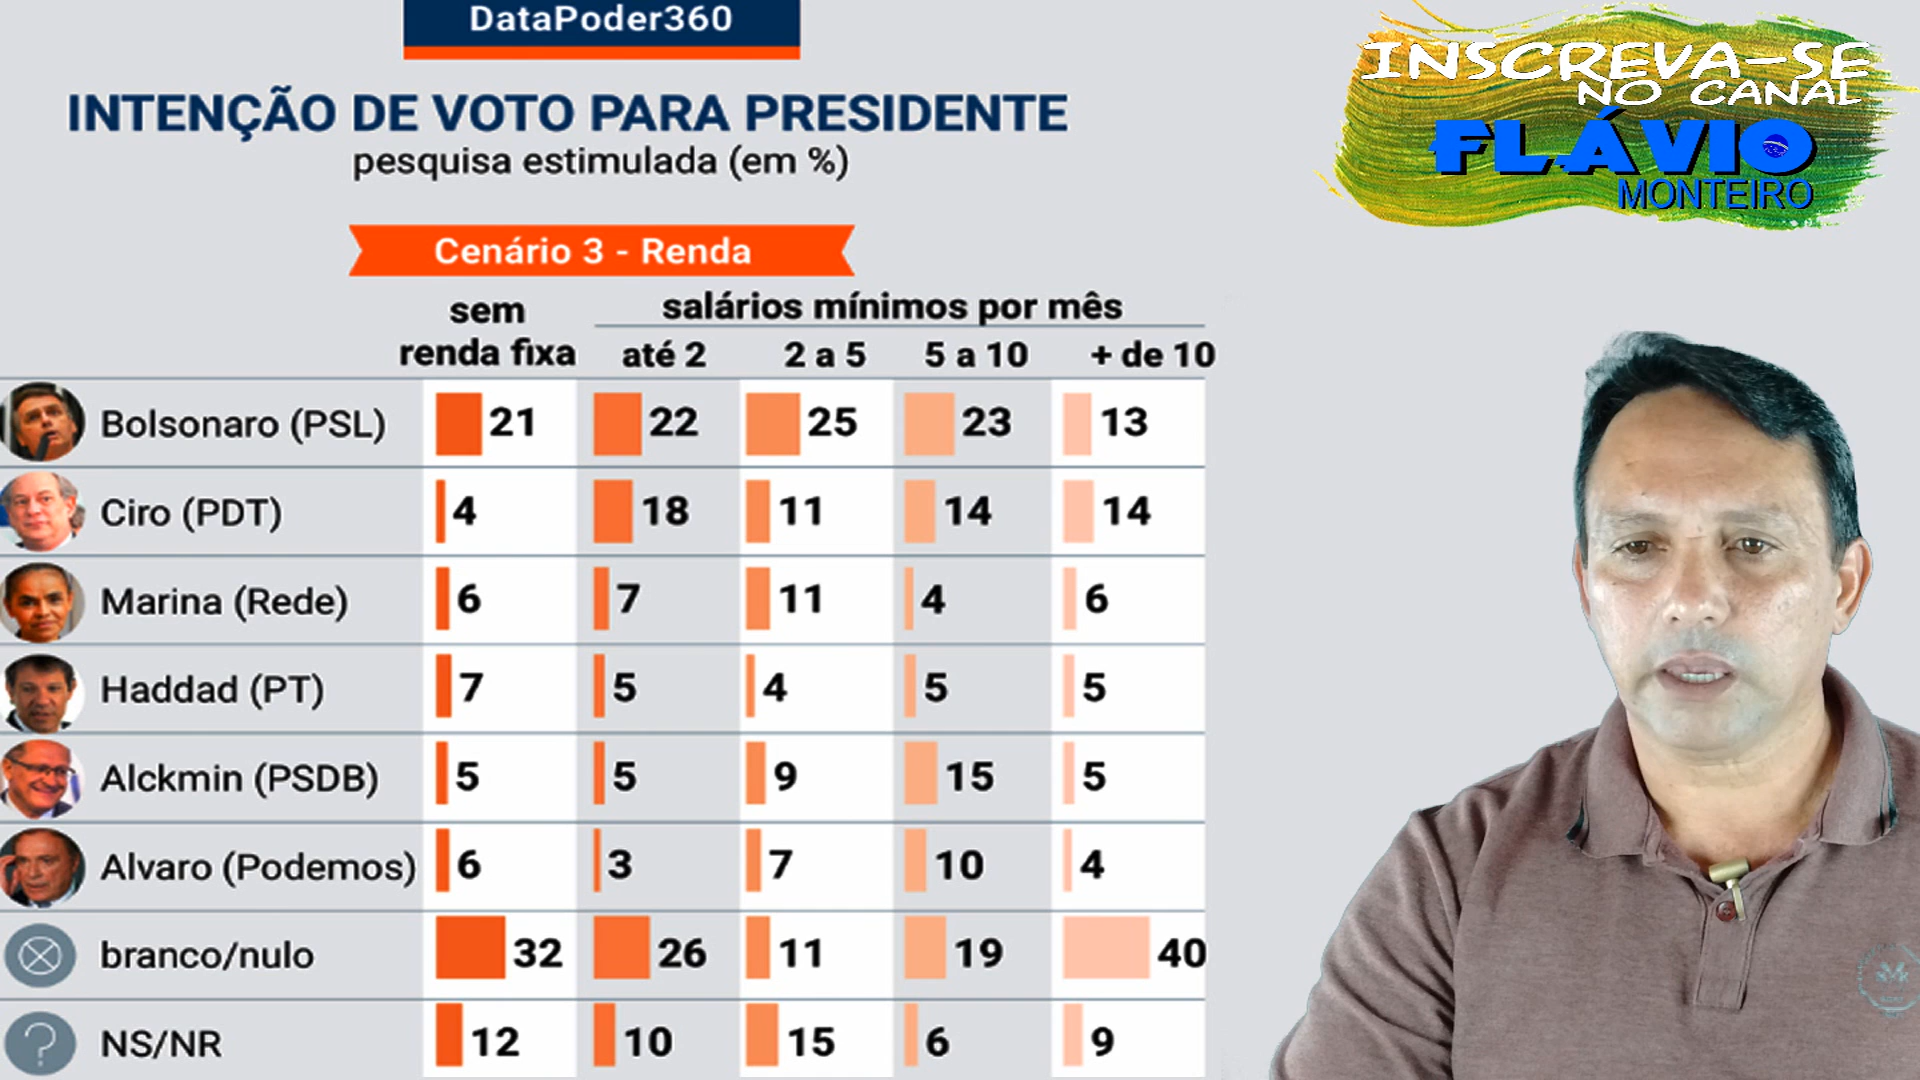 DataPoder360
INTENÇÃO DE VOTO PARA PRESIDENTE
pesquisa estimulada (em %)
Cenário 3 - Renda
sem renda fixa
salários mínimos por mês
até 2 2 a 5 5 a 10 + de 10
Bolsonaro (PSL) 21 22 25 23 13
Ciro (PDT) 4 18 11 14 14
Marina (Rede) 6 7 11 4 6
Haddad (PT) 7 5 4 5 5
Alckmin (PSDB) 5 5 9 15 5
Alvaro (Podemos) 6 3 7 10 4
branco/nulo 32 26 11 19 40
NS/NR 12 10 15 6 9
INSCREVA-SE
NO CANAL
FLÁVIO
MONTEIRO